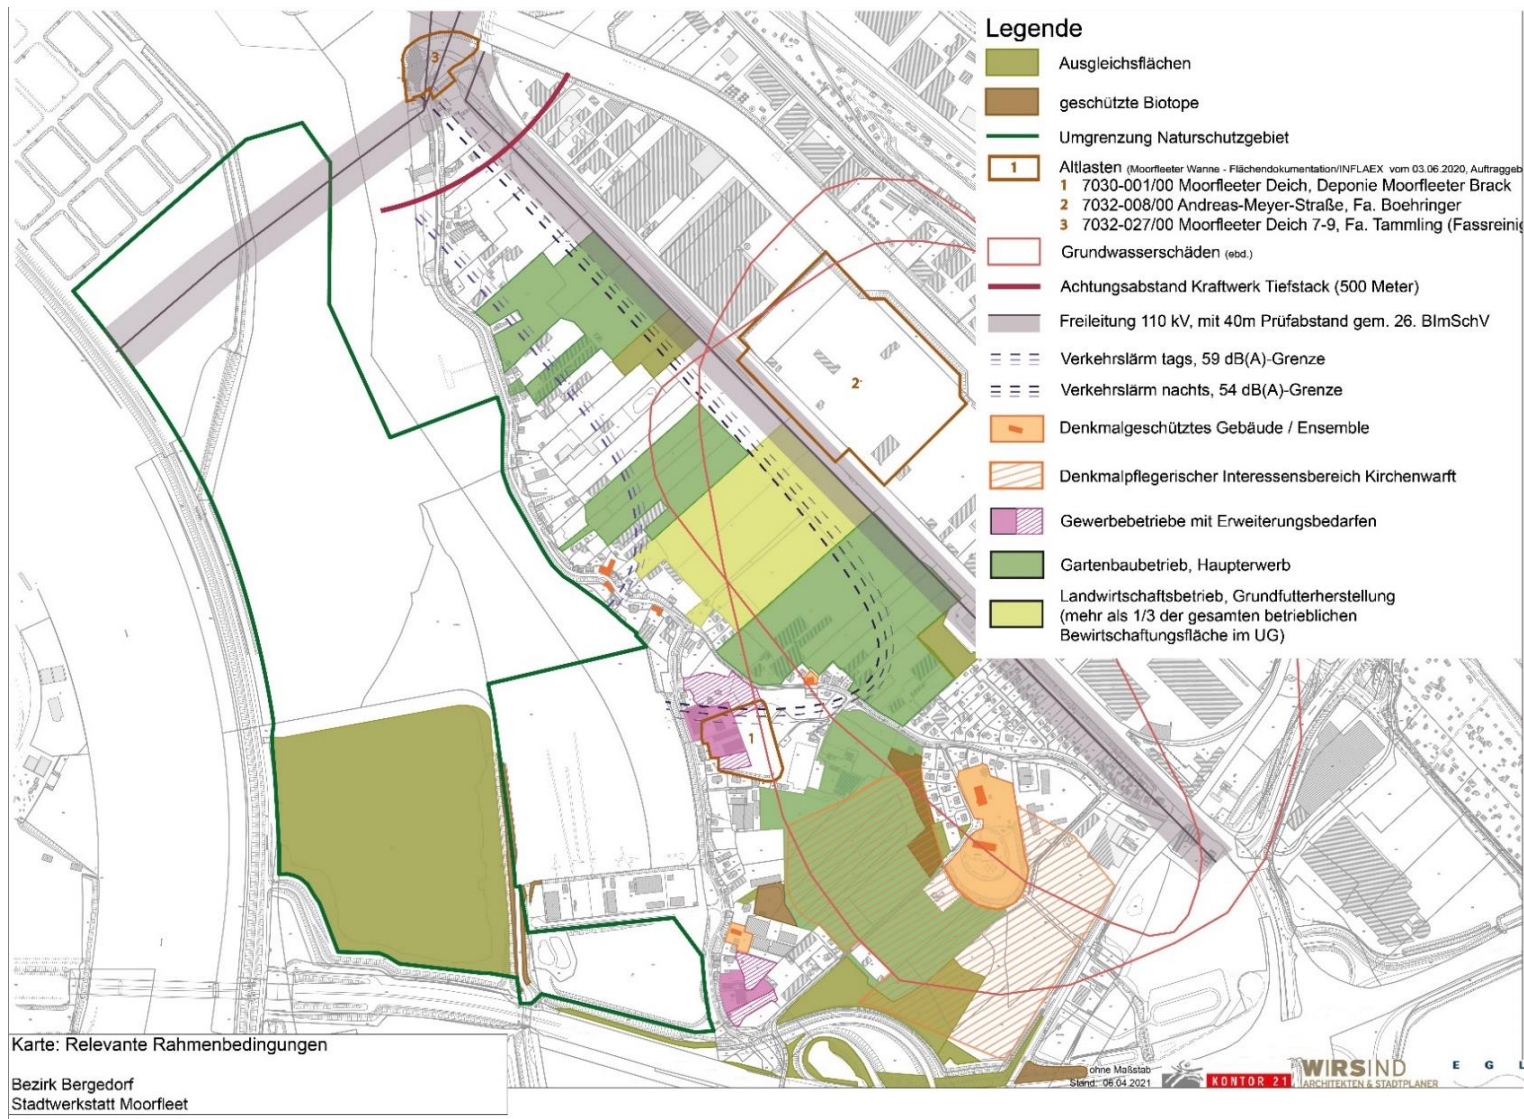 Legende
Ausgleichsflächen
geschützte Biotope
Umgrenzung Naturschutzgebiet
1 Altlasten (Moorfleeter Wanne - Flächendokumentation/INFLAEX vom 03.06.2020, Auftraggeb
1 7030-001/00 Moorfleeter Deich, Deponie Moorfleeter Brack
2 7032-008/00 Andreas-Meyer-Straße, Fa. Boehringer
3 7032-027/00 Moorfleeter Deich 7-9, Fa. Tammling (Fassreinig
Grundwasserschäden (ebd.)
Achtungsabstand Kraftwerk Tiefstack (500 Meter)
Freileitung 110 kV, mit 40m Prüfabstand gem. 26. BImSchV
Verkehrslärm tags, 59 dB(A)-Grenze
Verkehrslärm nachts, 54 dB(A)-Grenze
Denkmalgeschütztes Gebäude / Ensemble
Denkmalpflegerischer Interessensbereich Kirchenwarft
Gewerbebetriebe mit Erweiterungsbedarfen
Gartenbaubetrieb, Haupterwerb
Landwirtschaftsbetrieb, Grundfutterherstellung
(mehr als 1/3 der gesamten betrieblichen
Bewirtschaftungsfläche im UG)
3
2
1
Karte: Relevante Rahmenbedingungen
Bezirk Bergedorf
Stadtwerkstatt Moorfleet
ohne Maßstab
Stand: 06.04.2021
KONTOR 21
WIRSIND
ARCHITEKTEN & STADTPLANER
E G L